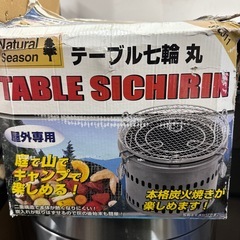 Natural
Season
テーブル七輪 丸
TABLE SICHIRIN
屋外専用
庭で山で
キャンプで
楽しめる!
本格炭火焼きが
楽しめます!